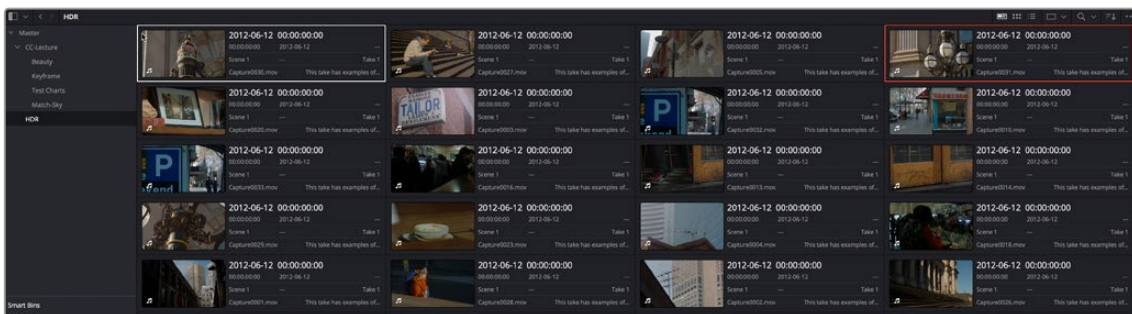 HDR
Master
CC-Lecture
Beauty
Keyframe
Test Charts
Match-Sky
HDR
Smart Bins
2012-06-12 00:00:00:00
00:00:00:00 2012-06-12 ---
Scene 1 --- Take 1
Capture0030.mov This take has examples of...
2012-06-12 00:00:00:00
00:00:00:00 2012-06-12 ---
Scene 1 --- Take 1
Capture0027.mov This take has examples of...
2012-06-12 00:00:00:00
00:00:00:00 2012-06-12 ---
Scene 1 --- Take 1
Capture0005.mov This take has examples of...
2012-06-12 00:00:00:00
00:00:00:00 2012-06-12 ---
Scene 1 --- Take 1
Capture0031.mov This take has examples of...
2012-06-12 00:00:00:00
00:00:00:00 2012-06-12 ---
Scene 1 --- Take 1
Capture0020.mov This take has examples of...
TAILOR
2012-06-12 00:00:00:00
00:00:00:00 2012-06-12 ---
Scene 1 --- Take 1
Capture0003.mov This take has examples of...
P
2012-06-12 00:00:00:00
00:00:00:00 2012-06-12 ---
Scene 1 --- Take 1
Capture0032.mov This take has examples of...
2012-06-12 00:00:00:00
00:00:00:00 2012-06-12 ---
Scene 1 --- Take 1
Capture0010.mov This take has examples of...
P
2012-06-12 00:00:00:00
00:00:00:00 2012-06-12 ---
Scene 1 --- Take 1
Capture0033.mov This take has examples of...
2012-06-12 00:00:00:00
00:00:00:00 2012-06-12 ---
Scene 1 --- Take 1
Capture0016.mov This take has examples of...
2012-06-12 00:00:00:00
00:00:00:00 2012-06-12 ---
Scene 1 --- Take 1
Capture0013.mov This take has examples of...
2012-06-12 00:00:00:00
00:00:00:00 2012-06-12 ---
Scene 1 --- Take 1
Capture0014.mov This take has examples of...
2012-06-12 00:00:00:00
00:00:00:00 2012-06-12 ---
Scene 1 --- Take 1
Capture0029.mov This take has examples of...
2012-06-12 00:00:00:00
00:00:00:00 2012-06-12 ---
Scene 1 --- Take 1
Capture0023.mov This take has examples of...
2012-06-12 00:00:00:00
00:00:00:00 2012-06-12 ---
Scene 1 --- Take 1
Capture0004.mov This take has examples of...
2012-06-12 00:00:00:00
00:00:00:00 2012-06-12 ---
Scene 1 --- Take 1
Capture0018.mov This take has examples of...
2012-06-12 00:00:00:00
00:00:00:00 2012-06-12 ---
Scene 1 --- Take 1
Capture0001.mov This take has examples of...
2012-06-12 00:00:00:00
00:00:00:00 2012-06-12 ---
Scene 1 --- Take 1
Capture0028.mov This take has examples of...
2012-06-12 00:00:00:00
00:00:00:00 2012-06-12 ---
Scene 1 --- Take 1
Capture0002.mov This take has examples of...
2012-06-12 00:00:00:00
00:00:00:00 2012-06-12 ---
Scene 1 --- Take 1
Capture0026.mov This take has examples of...